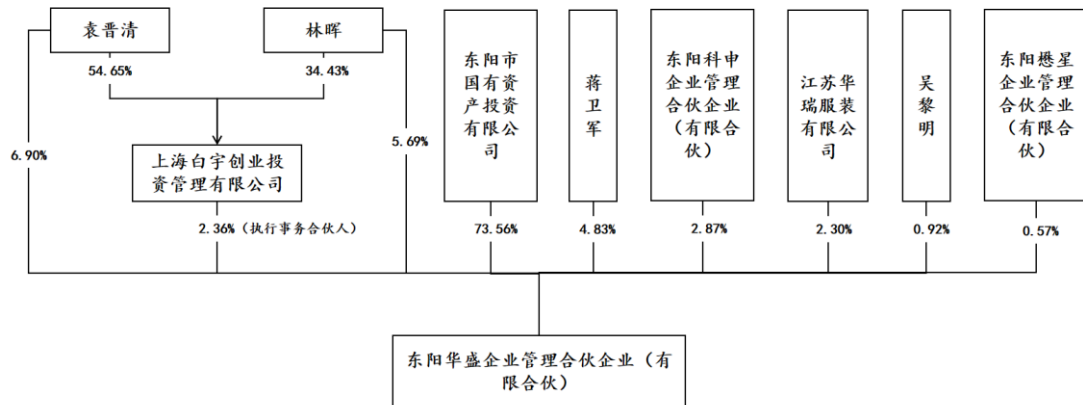 袁晋清
林晖
54.65%
34.43%
6.90%
5.69%
上海白宇创业投
资管理有限公司
2.36%（执行事务合伙人）
东阳市
国有资
产投资
有限公
司
蒋
卫
军
东阳科申
企业管理
合伙企业
（有限合
伙）
江苏华
瑞服装
有限公
司
吴
黎
明
东阳懋星
企业管理
合伙企业
（有限合
伙）
73.56%
4.83%
2.87%
2.30%
0.92%
0.57%
东阳华盛企业管理合伙企业（有
限合伙）